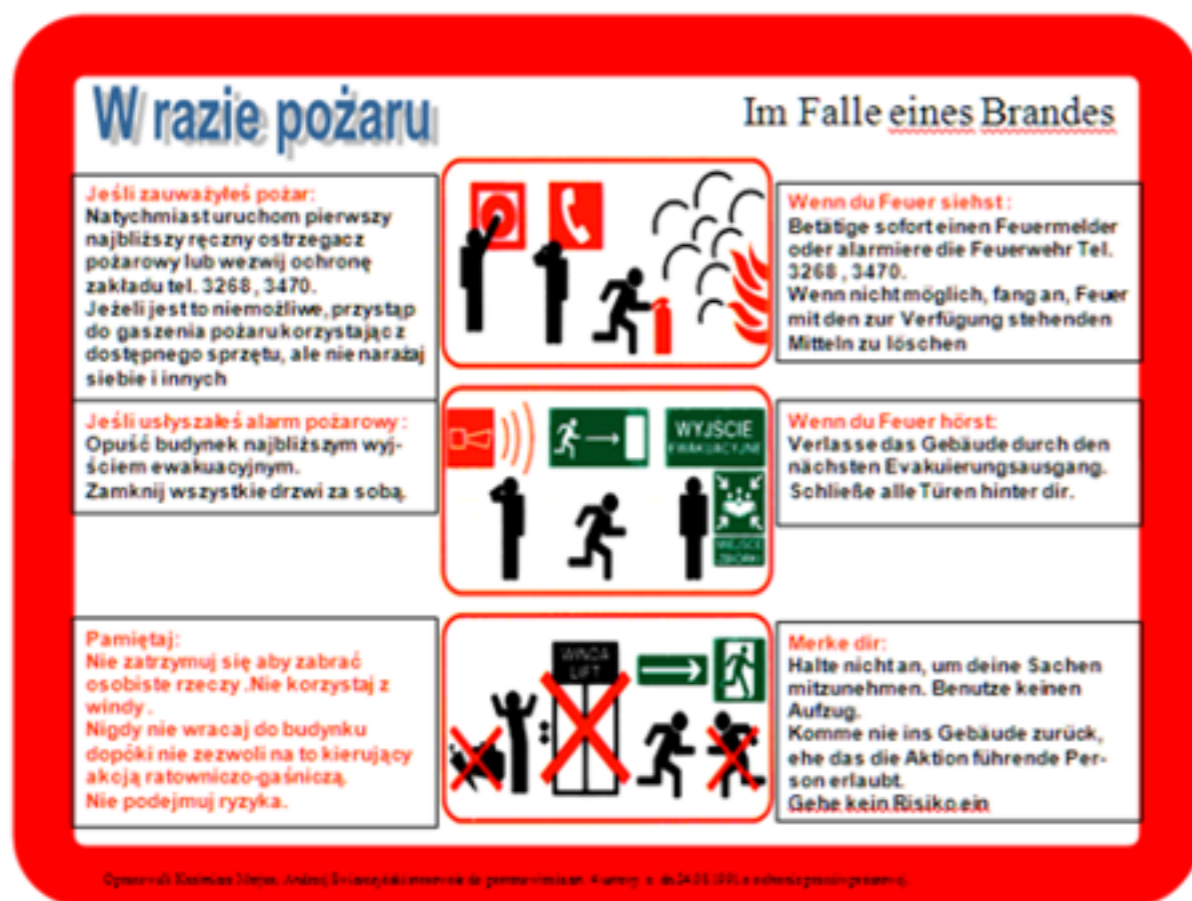 W razie pożaru
Im Falle eines Brandes
Jeśli zauważyłeś pożar:
Natychmiast uruchom pierwszy
najbliższy ręczny ostrzegacz
pożarowy lub wezwij ochronę
zakładu tel. 3268, 3470.
Jeżeli jest to niemożliwe, przystąp
do gaszenia pożaru korzystając z
dostępnego sprzętu, ale nie narażaj
siebie i innych
Wenn du Feuer siehst:
Betätige sofort einen Feuermelder
oder alarmiere die Feuerwehr Tel.
3268, 3470.
Wenn nicht möglich, fang an, Feuer
mit den zur Verfügung stehenden
Mitteln zu löschen
Jeśli usłyszałeś alarm pożarowy:
Opuść budynek najbliższym wyj-
ściem ewakuacyjnym.
Zamknij wszystkie drzwi za sobą.
WYJŚCIE
EWAKUACYJNE
MIEJSCE
ZBIÓRKI
Wenn du Feuer hörst:
Verlasse das Gebäude durch den
nächsten Evakuierungsausgang.
Schließe alle Türen hinter dir.
Pamiętaj:
Nie zatrzymuj się aby zabrać
osobiste rzeczy .Nie korzystaj z
windy.
Nigdy nie wracaj do budynku
dopóki nie zezwoli na to kierujący
akcją ratowniczo-gaśniczą.
Nie podejmuj ryzyka.
WINDA
LIFT
Merke dir:
Halte nicht an, um deine Sachen
mitzunehmen. Benutze keinen
Aufzug.
Komme nie ins Gebäude zurück,
ehe das die Aktion führende Per-
son erlaubt.
Gehe kein Risiko ein